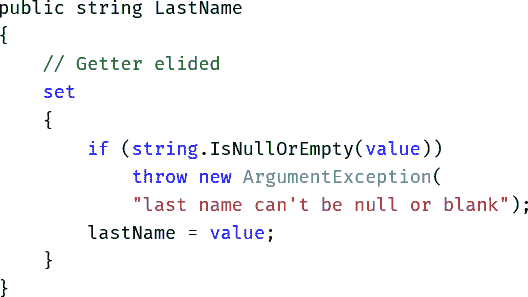 public string LastName
{
    // Getter elided
    set
    {
        if (string.IsNullOrEmpty(value))
            throw new ArgumentException(
            "last name can't be null or blank");
        lastName = value;
    }
}